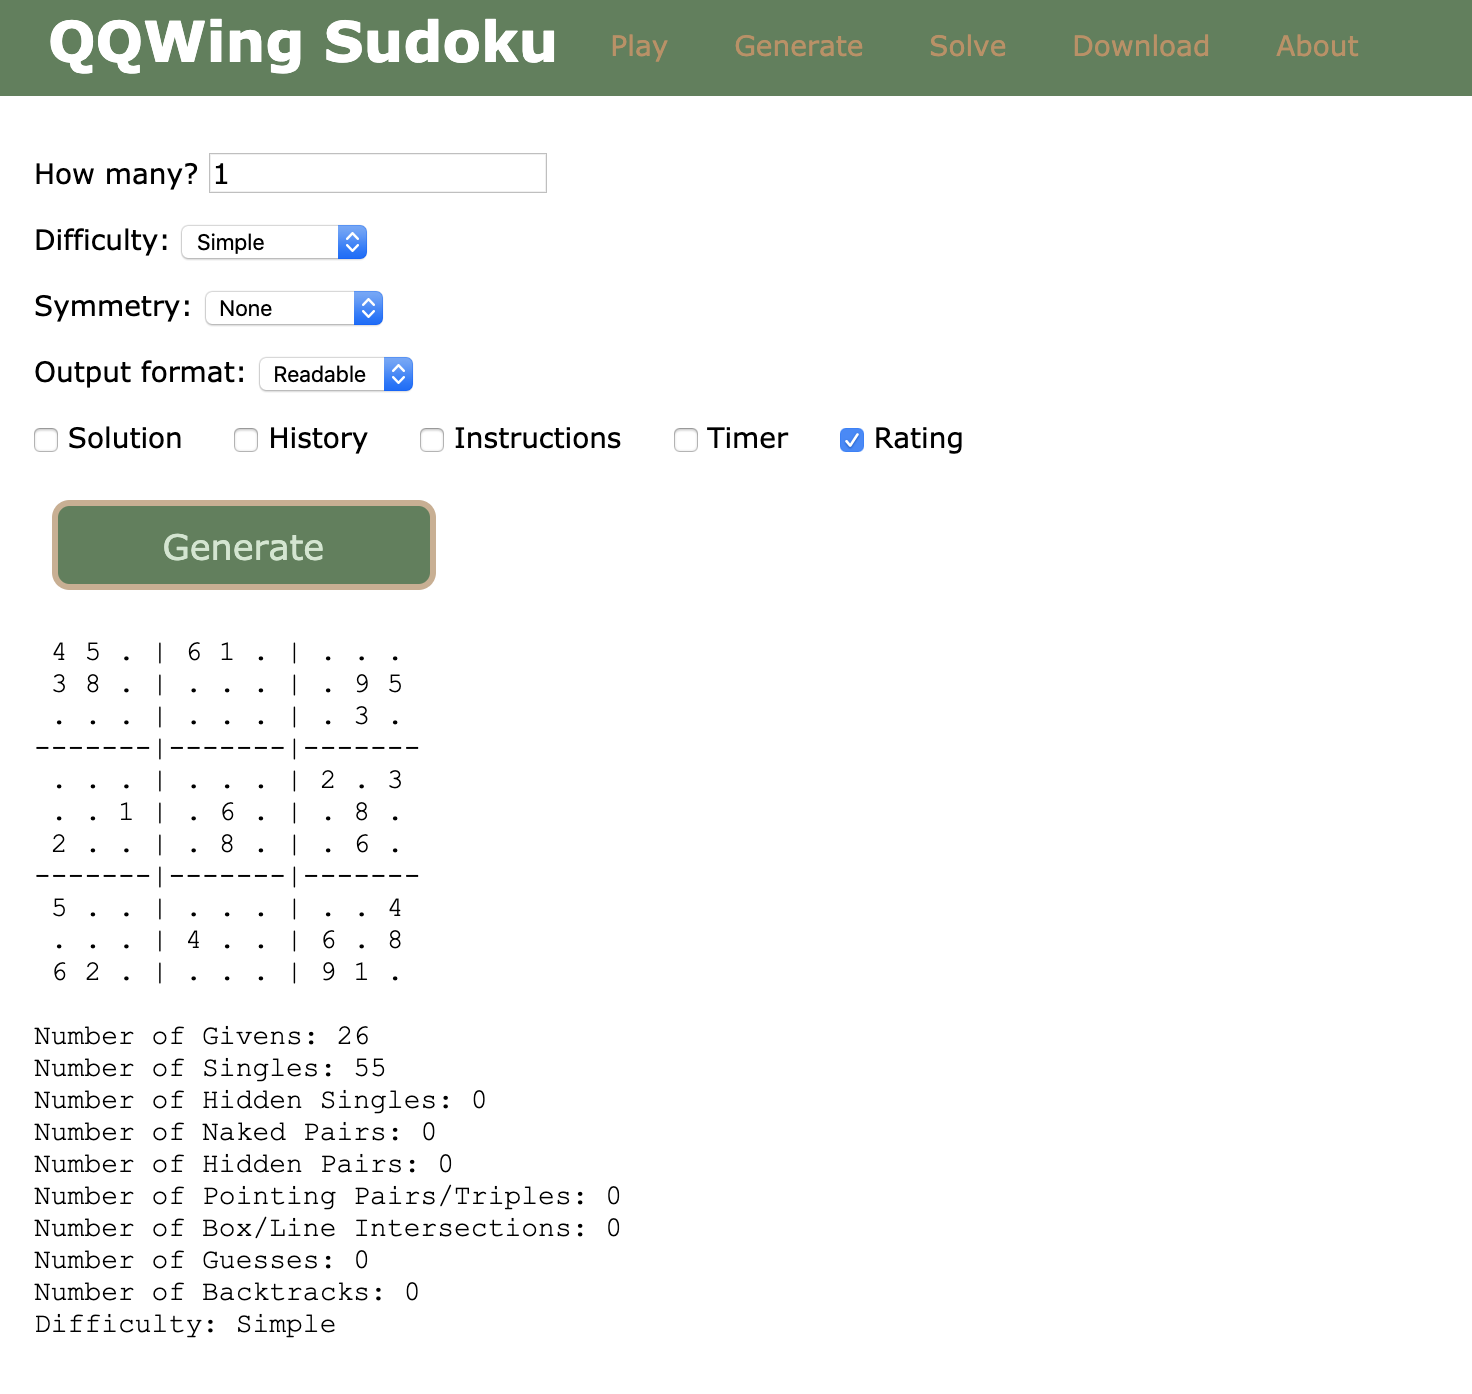 QQWing Sudoku Play Generate Solve Download About
How many? 1
Difficulty: Simple
Symmetry: None
Output format: Readable
Solution History Instructions Timer Rating
Generate
4 5 . | 6 1 . | . . .
3 8 . | . . . | . 9 5
. . . | . . . | . 3 .
-------|-------|-------
. . . | . . . | 2 . 3
. . 1 | . 6 . | . 8 .
2 . . | . 8 . | . 6 .
-------|-------|-------
5 . . | . . . | . . 4
. . . | 4 . . | 6 . 8
6 2 . | . . . | 9 1 .
Number of Givens: 26
Number of Singles: 55
Number of Hidden Singles: 0
Number of Naked Pairs: 0
Number of Hidden Pairs: 0
Number of Pointing Pairs/Triples: 0
Number of Box/Line Intersections: 0
Number of Guesses: 0
Number of Backtracks: 0
Difficulty: Simple